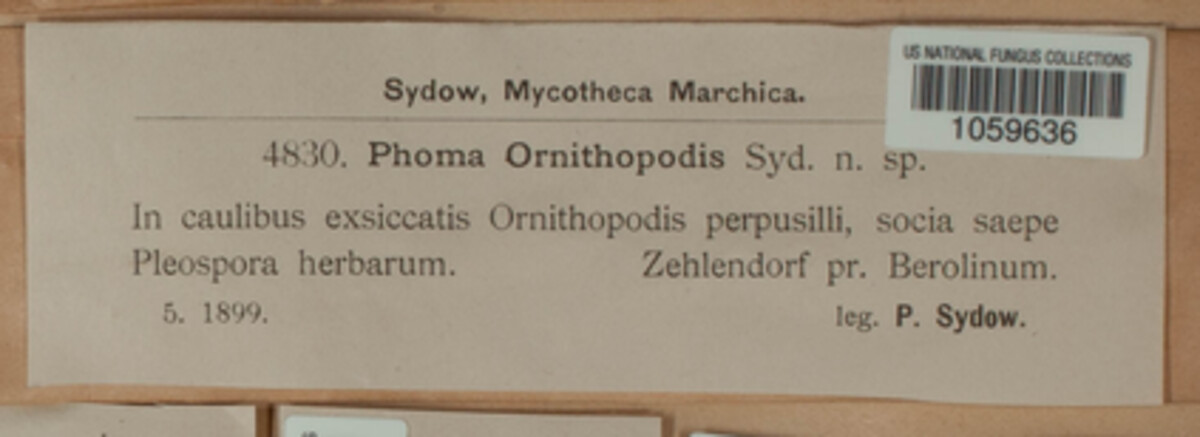 US NATIONAL FUNGUS COLLECTIONS
1059636
Sydow, Mycotheca Marchica.
4830. Phoma Ornithopodis Syd. n. sp.
In caulibus exsiccatis Ornithopodis perpusilli, socia saepe
Pleospora herbarum. Zehlendorf pr. Berolinum.
5. 1899. leg. P. Sydow.